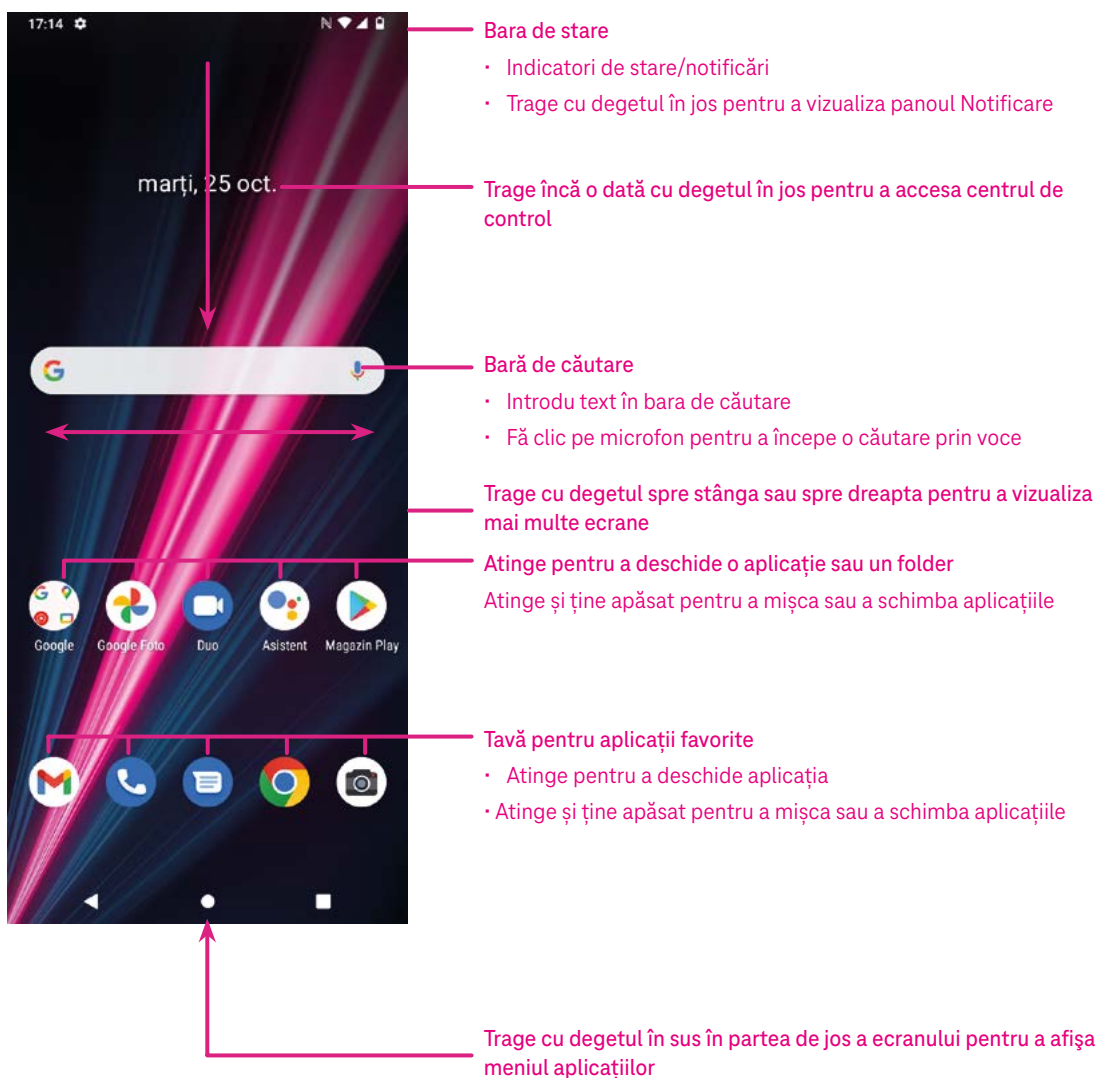 17:14
Bara de stare
· Indicatori de stare/notificări
· Trage cu degetul în jos pentru a vizualiza panoul Notificare
marți, 25 oct.
Trage încă o dată cu degetul în jos pentru a accesa centrul de
control
Bară de căutare
· Introdu text în bara de căutare
· Fă clic pe microfon pentru a începe o căutare prin voce
Trage cu degetul spre stânga sau spre dreapta pentru a vizualiza
mai multe ecrane
Atinge pentru a deschide o aplicație sau un folder
Atinge și ține apăsat pentru a mișca sau a schimba aplicațiile
Google Google Foto Duo Asistent Magazin Play
Tavă pentru aplicații favorite
· Atinge pentru a deschide aplicația
· Atinge și ține apăsat pentru a mișca sau a schimba aplicațiile
Trage cu degetul în sus în partea de jos a ecranului pentru a afişa
meniul aplicațiilor